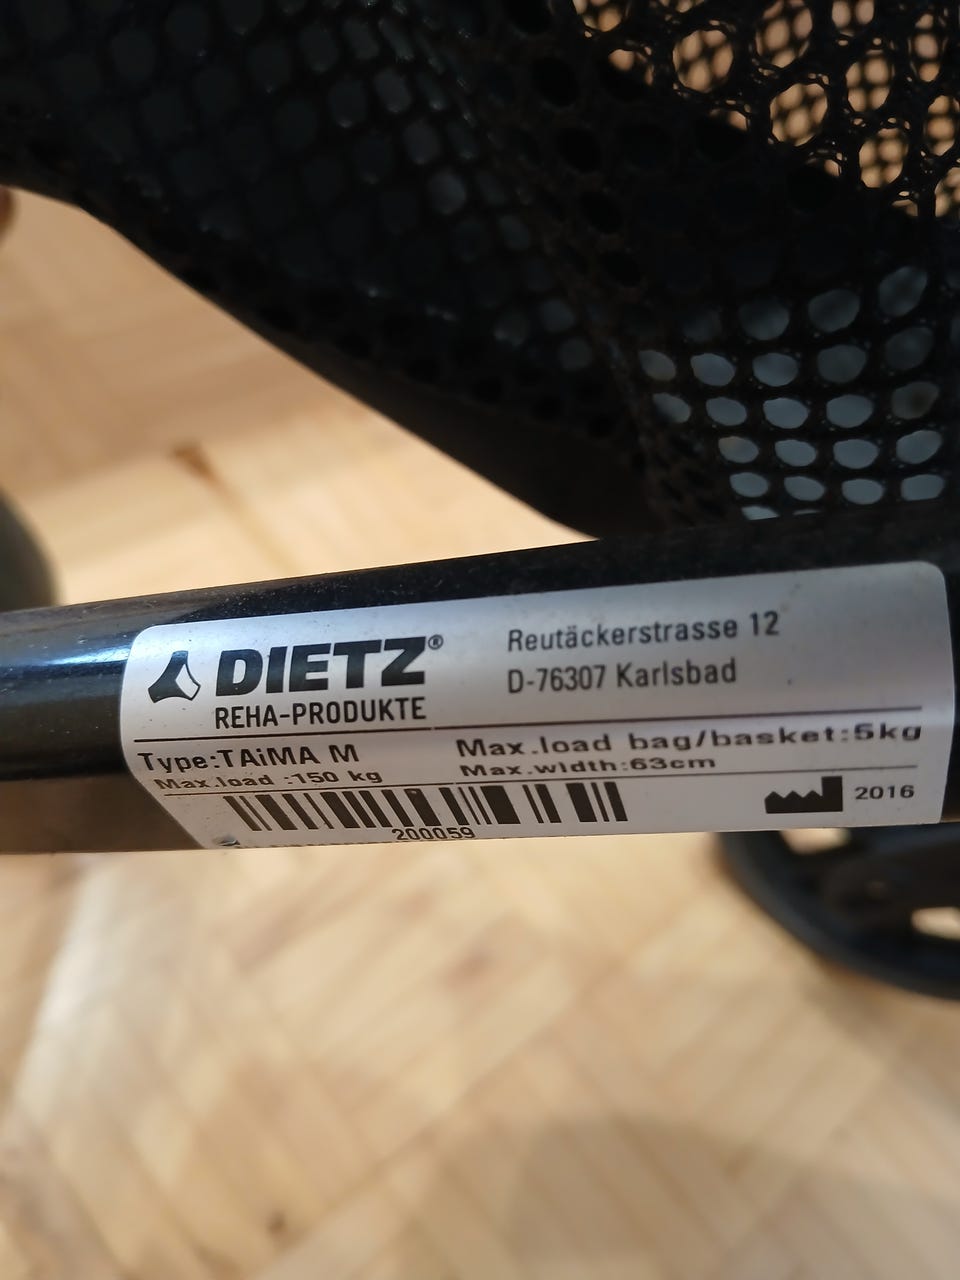 DIETZ®
REHA-PRODUKTE
Reutäckerstrasse 12
D-76307 Karlsbad
Type:TAiMA M
Max.load :150 kg
Max.load bag/basket:5kg
Max.width:63cm
200059
2016